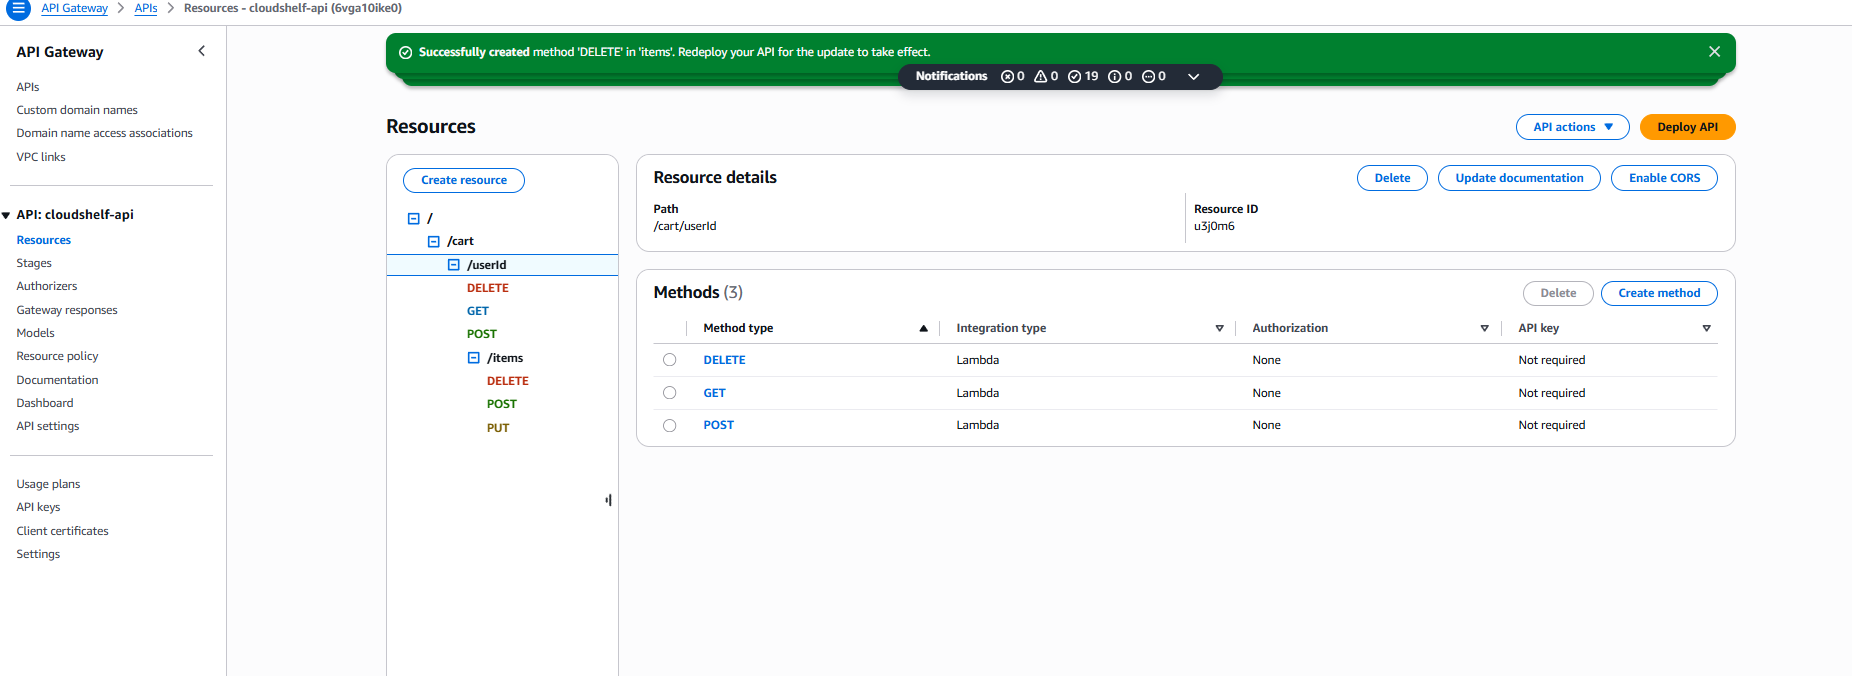 API Gateway > APIs > Resources - cloudshelf-api (6vga10ike0)
API Gateway
APIs
Custom domain names
Domain name access associations
VPC links
API: cloudshelf-api
Resources
Stages
Authorizers
Gateway responses
Models
Resource policy
Documentation
Dashboard
API settings
Usage plans
API keys
Client certificates
Settings
Successfully created method 'DELETE' in 'items'. Redeploy your API for the update to take effect.
Notifications 0 0 19 0 0
Resources
API actions
Deploy API
Create resource
/
/cart
/userId
DELETE
GET
POST
/items
DELETE
POST
PUT
Resource details
Delete
Update documentation
Enable CORS
Path
/cart/userId
Resource ID
u3j0m6
Methods (3)
Delete
Create method
Method type Integration type Authorization API key
DELETE Lambda None Not required
GET Lambda None Not required
POST Lambda None Not required